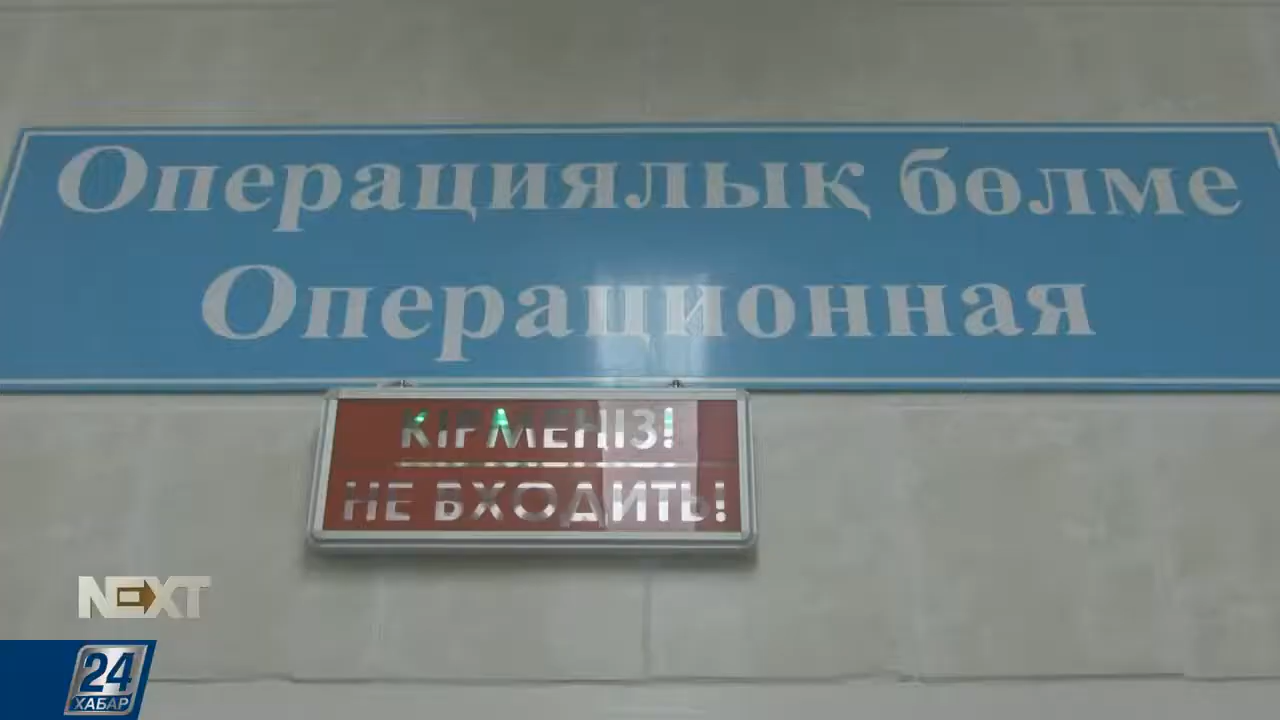 Операциялық бөлме
Операционная
КІРМЕҢІЗ!
НЕ ВХОДИТЬ!
NEXT
24
ХАБАР